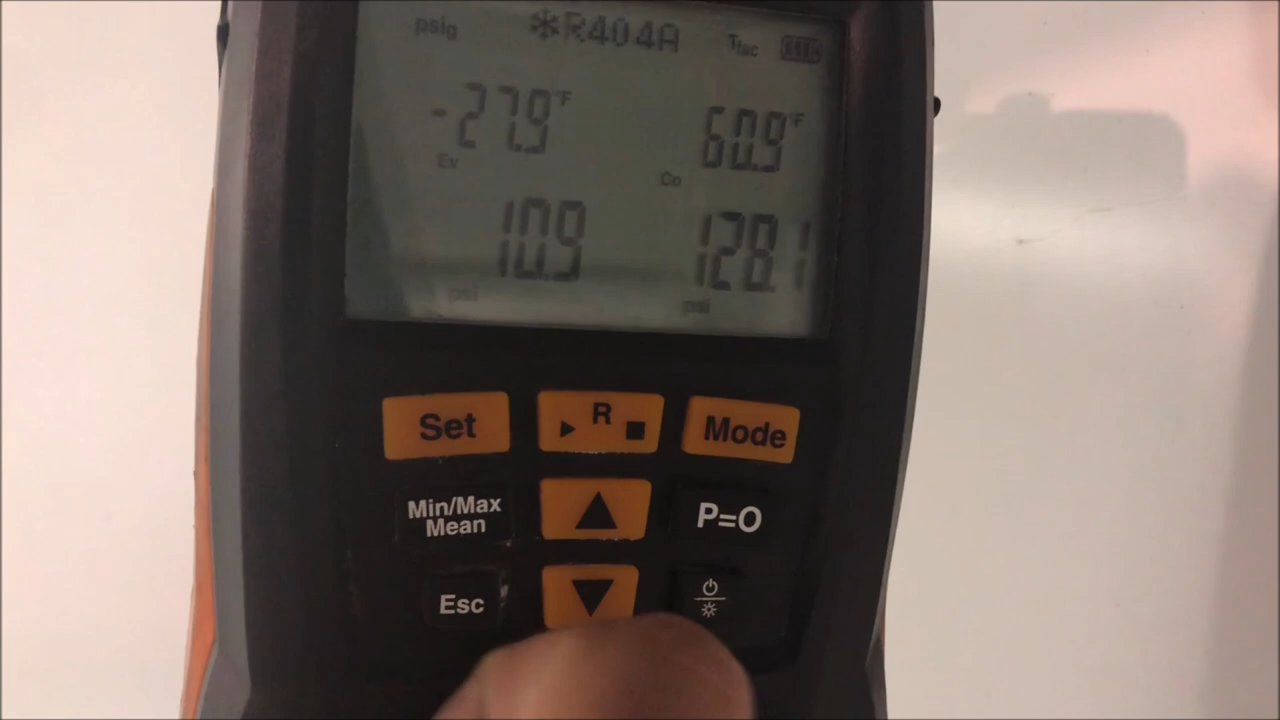 psig ❄R404A Tfac
-27.9°F 60.9°F
Ev Co
10.9 128.1
psi psi
Set R Mode
Min/Max
Mean
P=O
Esc